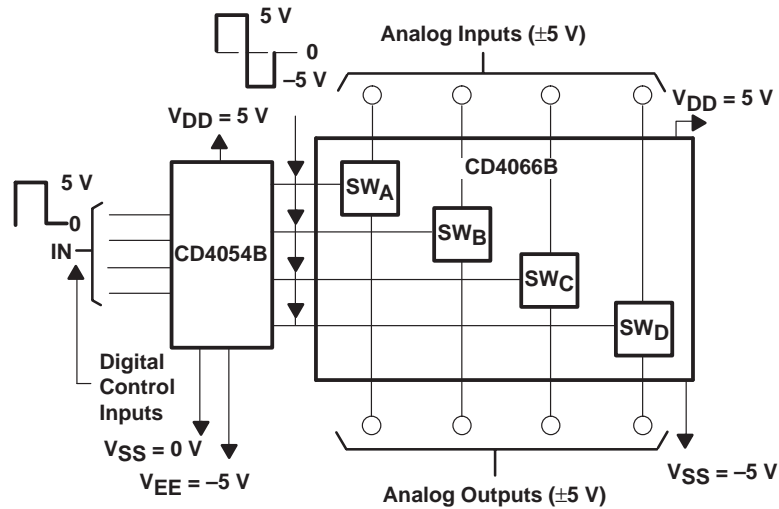 5 V
0
–5 V
Analog Inputs (±5 V)
VDD = 5 V
VDD = 5 V
5 V
0
IN
CD4054B
CD4066B
SWA
SWB
SWC
SWD
Digital
Control
Inputs
VSS = 0 V
VEE = –5 V
VSS = –5 V
Analog Outputs (±5 V)